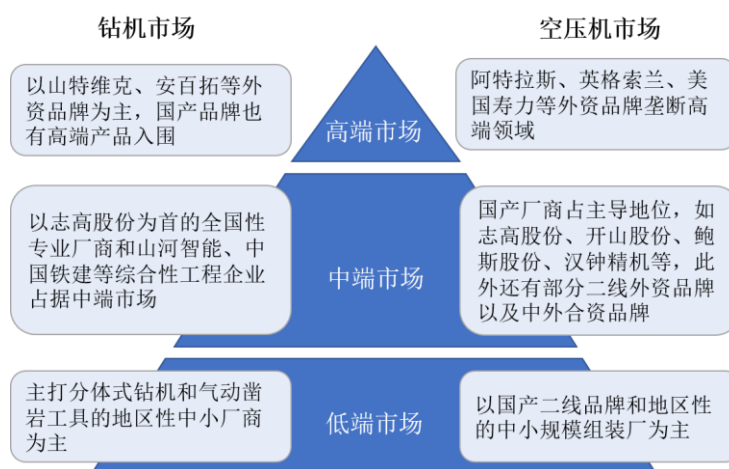 钻机市场
空压机市场
以山特维克、安百拓等外
资品牌为主，国产品牌也
有高端产品入围
高端市场
阿特拉斯、英格索兰、美
国寿力等外资品牌垄断高
端领域
以志高股份为首的全国性
专业厂商和山河智能、中
国铁建等综合性工程企业
占据中端市场
中端市场
国产厂商占主导地位，如
志高股份、开山股份、鲍
斯股份、汉钟精机等，此
外还有部分二线外资品牌
以及中外合资品牌
主打分体式钻机和气动凿
岩工具的地区性中小厂商
为主
低端市场
以国产二线品牌和地区性
的中小规模组装厂为主